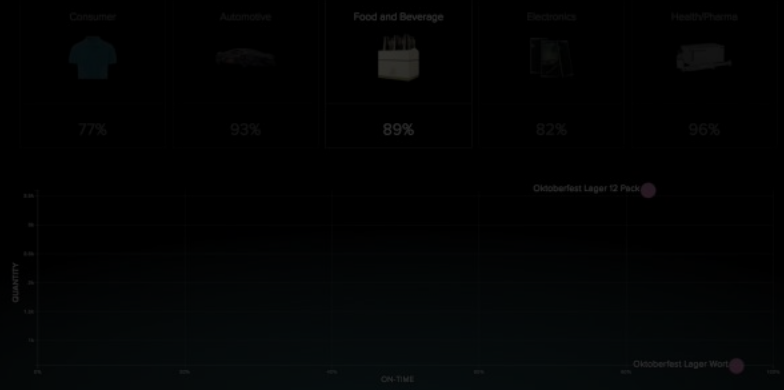 Consumer
Automotive
Food and Beverage
Electronics
Health/Pharma
77%
93%
89%
82%
96%
Oktoberfest Lager 12 Pack
QUANTITY
Oktoberfest Lager Wort
ON-TIME